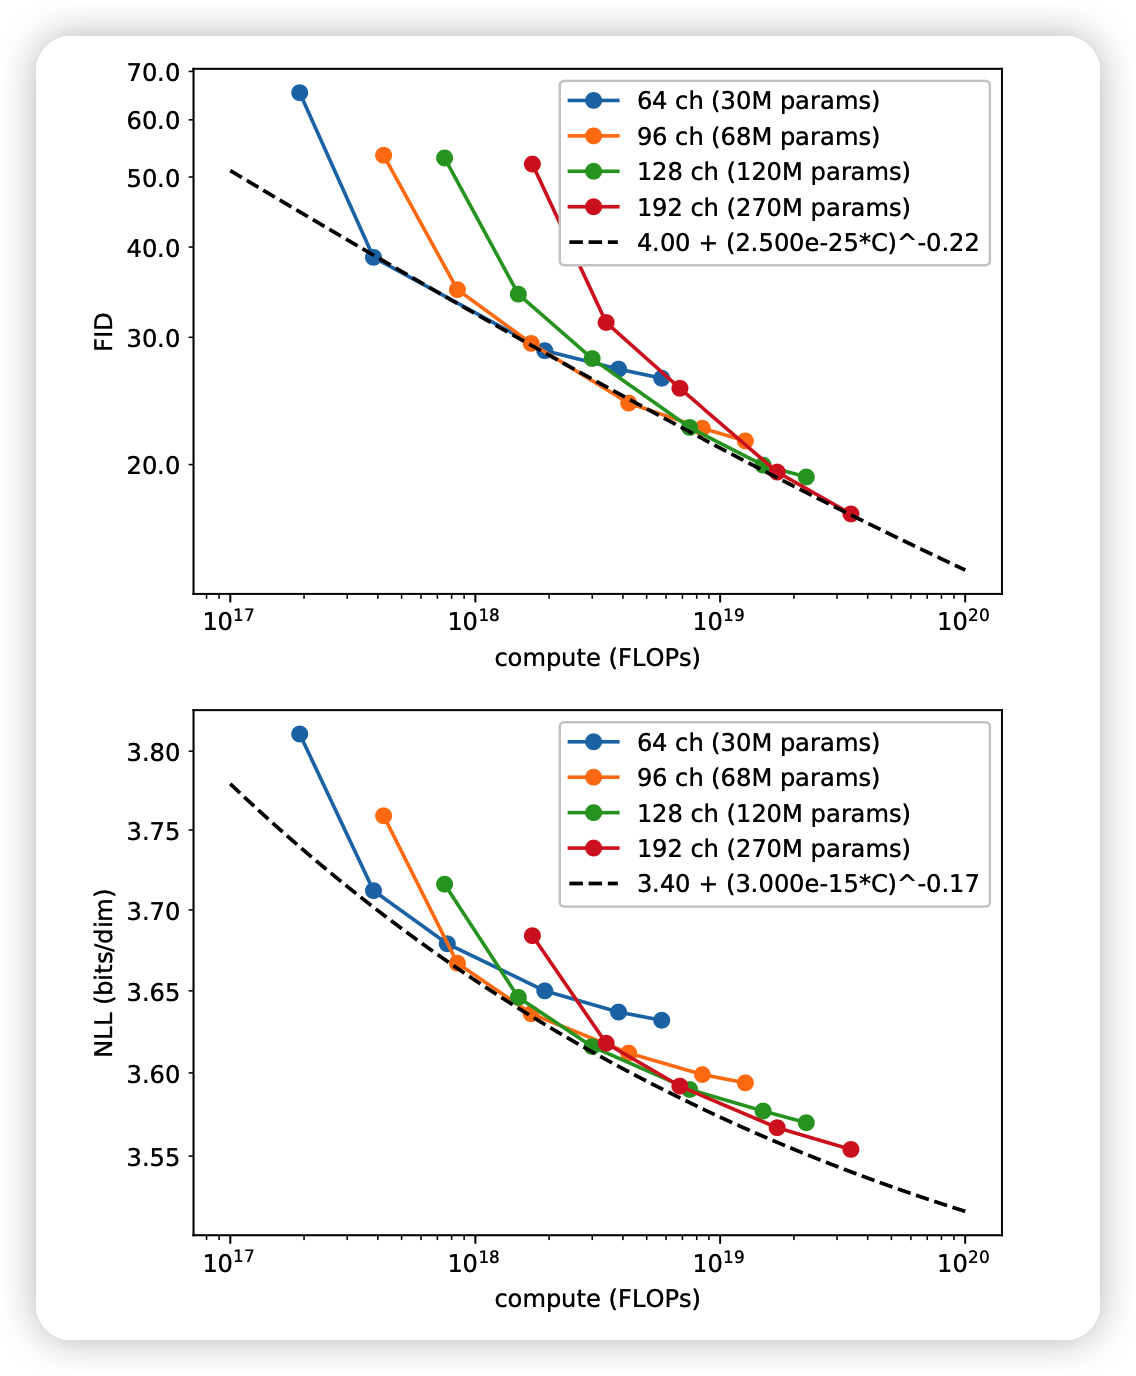 70.0
60.0
50.0
40.0
30.0
20.0
FID
64 ch (30M params)
96 ch (68M params)
128 ch (120M params)
192 ch (270M params)
4.00 + (2.500e-25*C)^-0.22
10^17 10^18 10^19 10^20
compute (FLOPs)
3.80
3.75
3.70
3.65
3.60
3.55
NLL (bits/dim)
64 ch (30M params)
96 ch (68M params)
128 ch (120M params)
192 ch (270M params)
3.40 + (3.000e-15*C)^-0.17
10^17 10^18 10^19 10^20
compute (FLOPs)